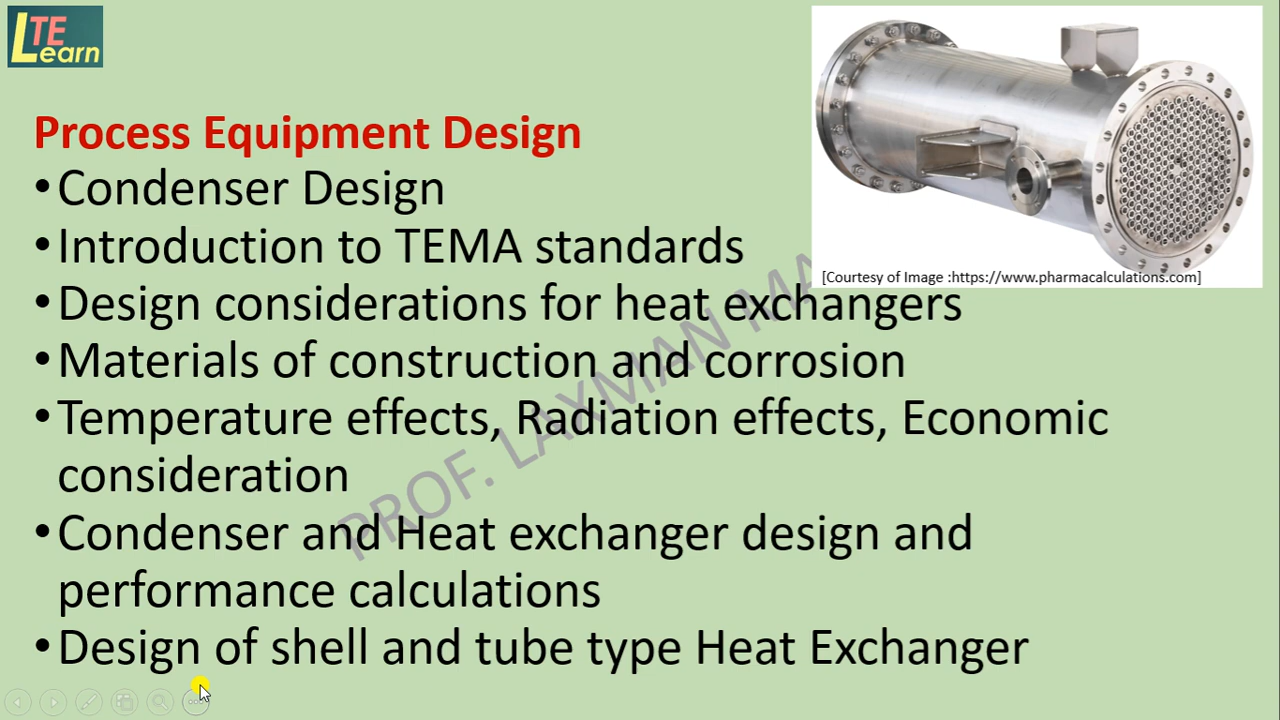 LTE
Learn
Process Equipment Design
•Condenser Design
•Introduction to TEMA standards
[Courtesy of Image :https://www.pharmacalculations.com]
•Design considerations for heat exchangers
•Materials of construction and corrosion
•Temperature effects, Radiation effects, Economic
consideration
•Condenser and Heat exchanger design and
performance calculations
•Design of shell and tube type Heat Exchanger
PROF. LAXMAN